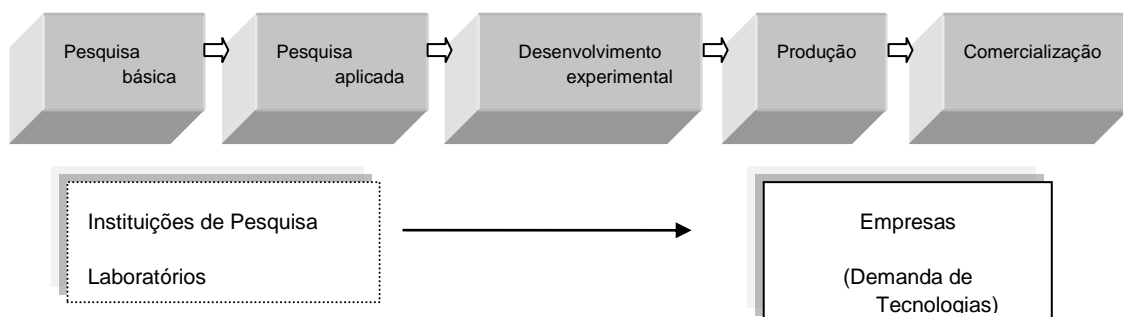 Pesquisa
básica
Pesquisa
aplicada
Desenvolvimento
experimental
Produção
Comercialização
Instituições de Pesquisa
Laboratórios
Empresas
(Demanda de
Tecnologias)